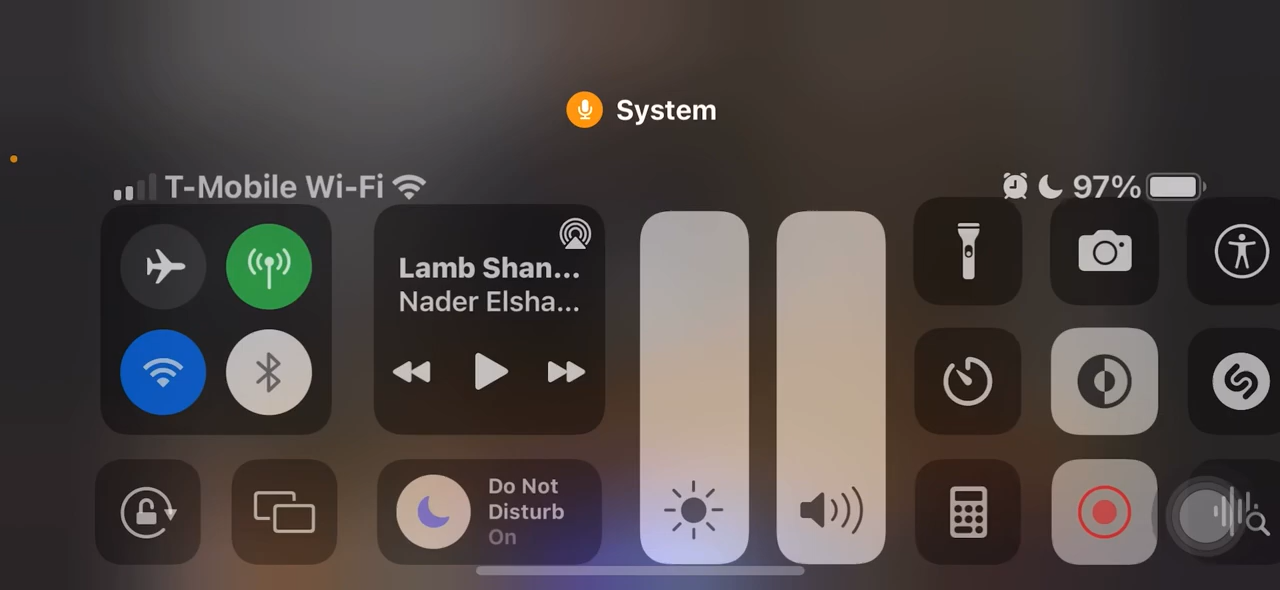 System
T-Mobile Wi-Fi
97%
Lamb Shan...
Nader Elsha...
Do Not
Disturb
On